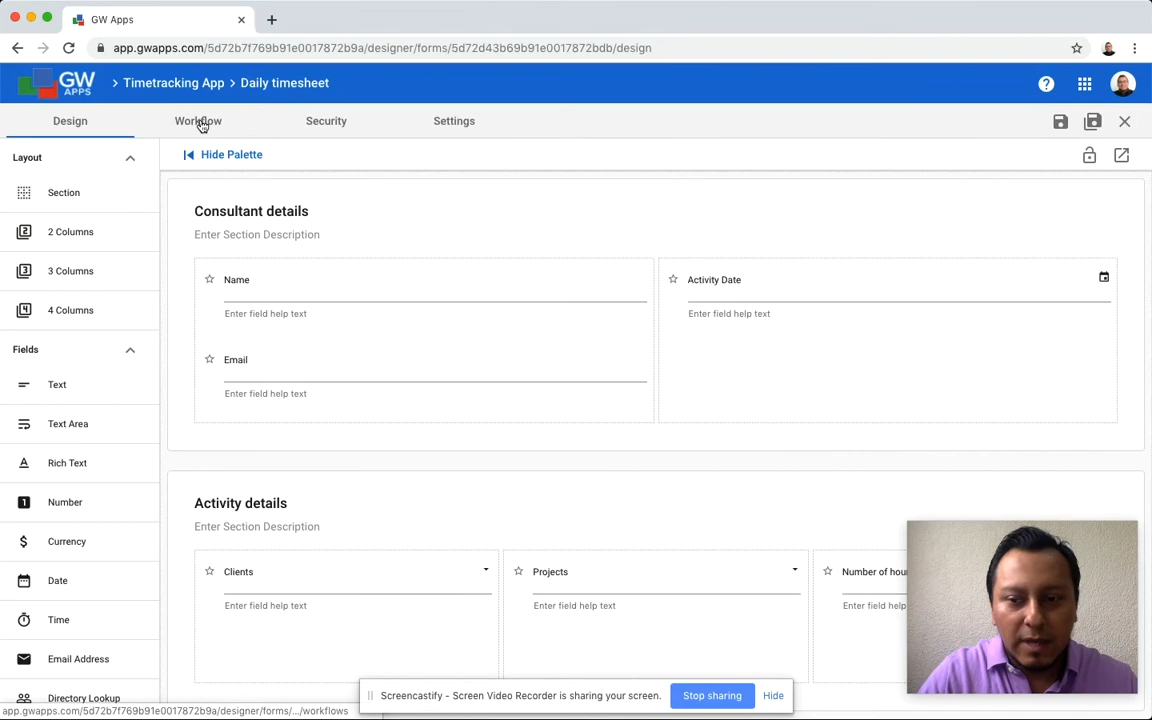 GW Apps
app.gwapps.com/5d72b7f769b91e0017872b9a/designer/forms/5d72d43b69b91e0017872bdb/design
GW APPS > Timetracking App > Daily timesheet
Design Workflow Security Settings
Layout
Hide Palette
Section
2 Columns
3 Columns
4 Columns
Fields
Text
Text Area
Rich Text
Number
Currency
Date
Time
Email Address
Directory Lookup
Consultant details
Enter Section Description
Name
Enter field help text
Activity Date
Enter field help text
Email
Enter field help text
Activity details
Enter Section Description
Clients
Enter field help text
Projects
Enter field help text
Number of hou
Enter field help
Screencastify - Screen Video Recorder is sharing your screen. Stop sharing Hide
app.gwapps.com/5d72b7f769b91e0017872b9a/designer/forms/.../workflows